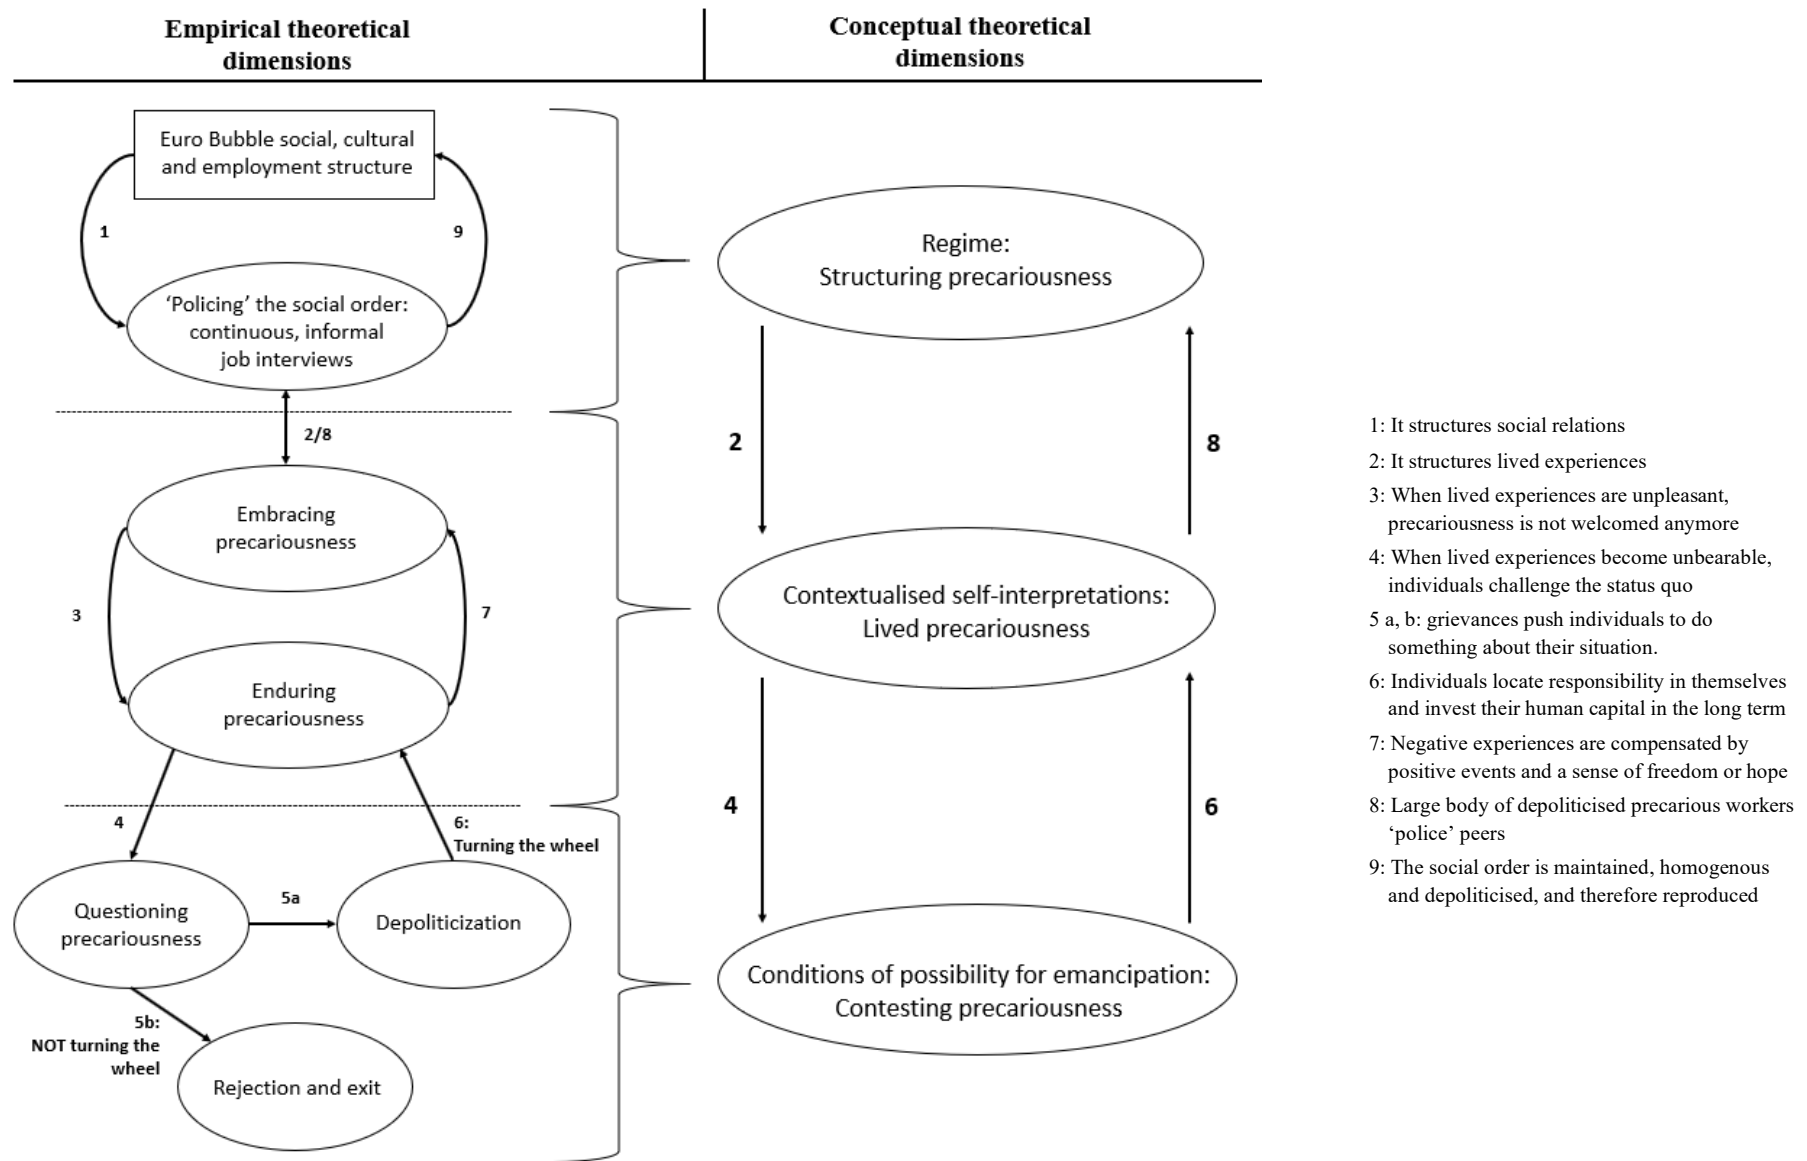 Empirical theoretical
dimensions
Conceptual theoretical
dimensions
Euro Bubble social, cultural
and employment structure
1
9
‘Policing’ the social order:
continuous, informal
job interviews
2/8
Embracing
precariousness
3
7
Enduring
precariousness
4
6:
Turning the wheel
Questioning
precariousness
5a
Depoliticization
5b:
NOT turning the
wheel
Rejection and exit
Regime:
Structuring precariousness
2
8
Contextualised self-interpretations:
Lived precariousness
4
6
Conditions of possibility for emancipation:
Contesting precariousness
1: It structures social relations
2: It structures lived experiences
3: When lived experiences are unpleasant,
precariousness is not welcomed anymore
4: When lived experiences become unbearable,
individuals challenge the status quo
5 a, b: grievances push individuals to do
something about their situation.
6: Individuals locate responsibility in themselves
and invest their human capital in the long term
7: Negative experiences are compensated by
positive events and a sense of freedom or hope
8: Large body of depoliticised precarious workers
‘police’ peers
9: The social order is maintained, homogenous
and depoliticised, and therefore reproduced